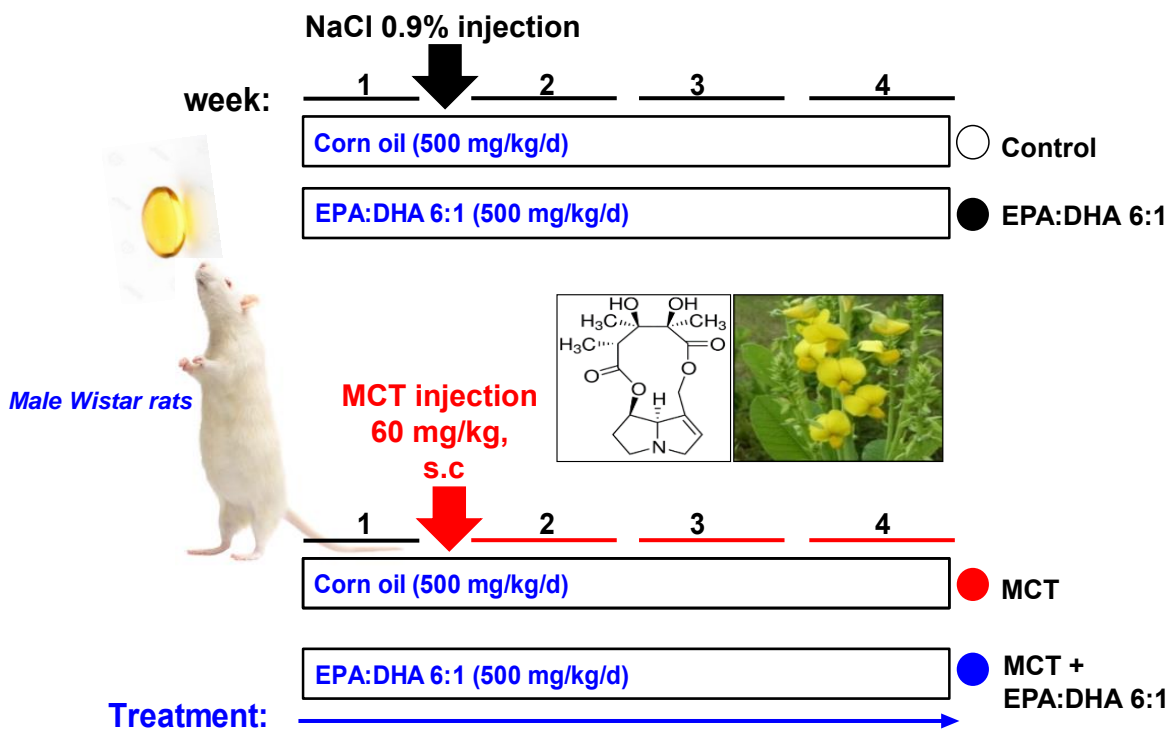 NaCl 0.9% injection
week:
1
2
3
4
Corn oil (500 mg/kg/d)
Control
EPA:DHA 6:1 (500 mg/kg/d)
EPA:DHA 6:1
HO
OH
H₃C
CH₃
H₃C
O
O
O
O
H
N
Male Wistar rats
MCT injection
60 mg/kg,
s.c
1
2
3
4
Corn oil (500 mg/kg/d)
MCT
EPA:DHA 6:1 (500 mg/kg/d)
MCT +
EPA:DHA 6:1
Treatment: